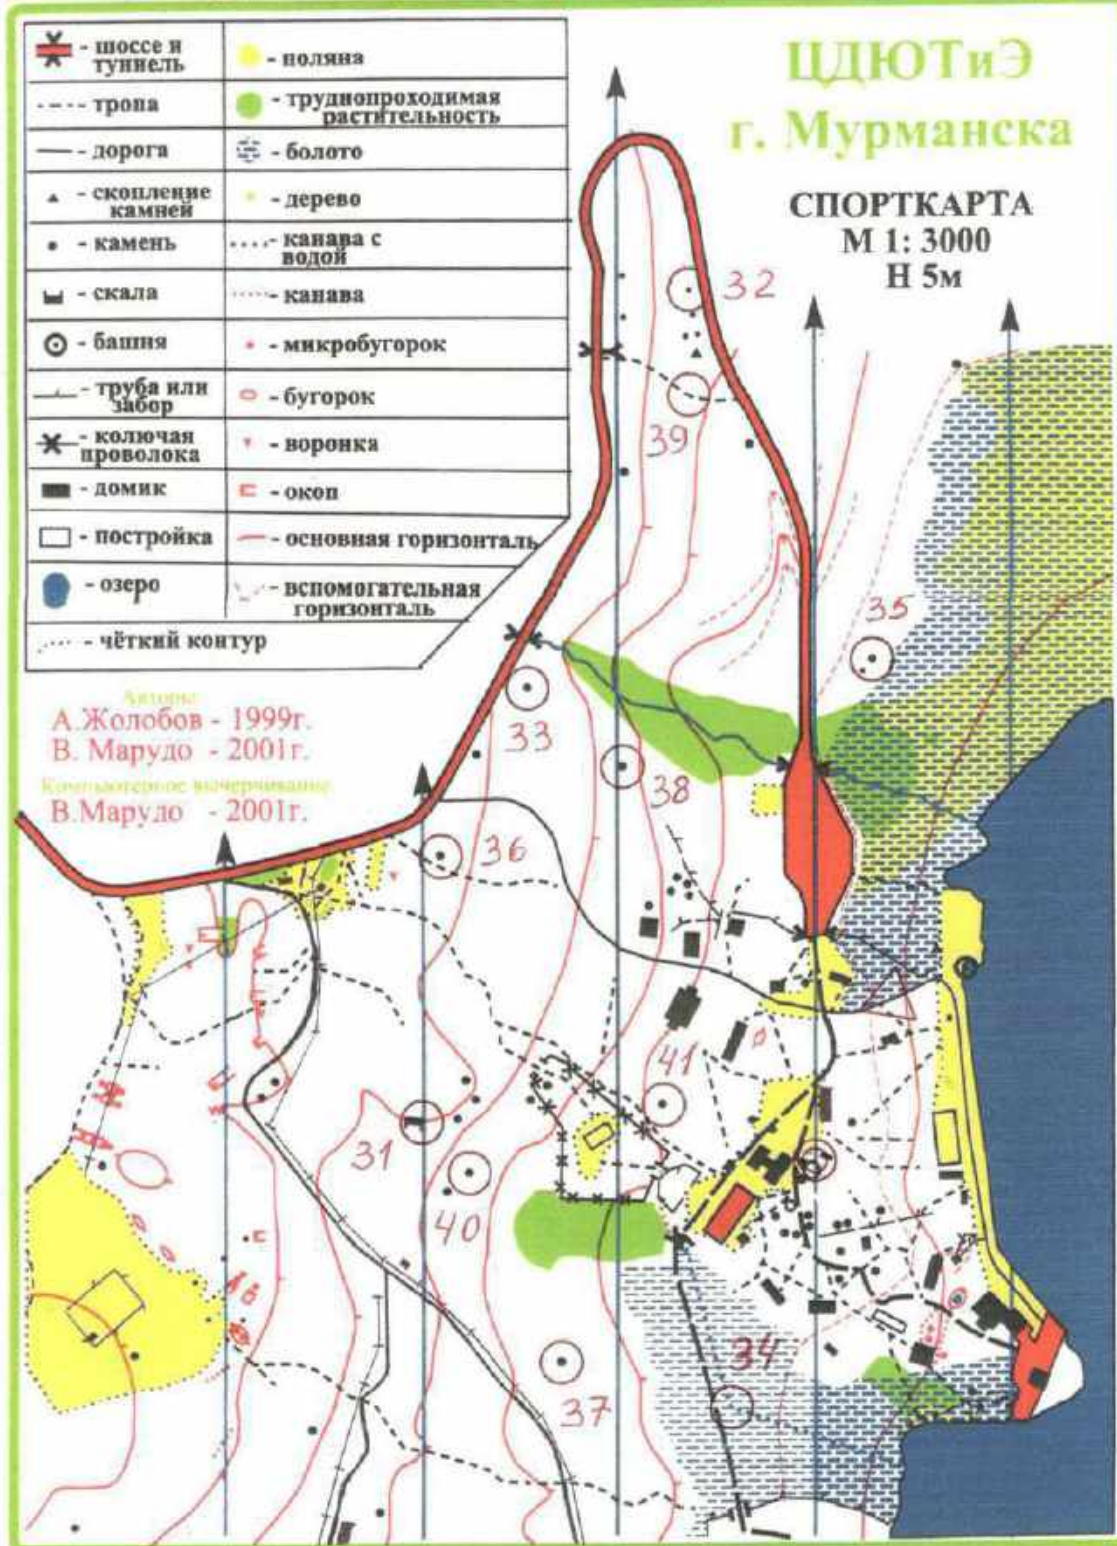 - шоссе и
туннель
- поляна
- тропа
- труднопроходимая
растительность
- дорога
- болото
- скопление
камней
- дерево
- камень
- канава с
водой
- скала
- канава
- башня
- микробугорок
- труба или
забор
- бугорок
- колючая
проволока
- воронка
- домик
- окоп
- постройка
- основная горизонталь
- озеро
- вспомогательная
горизонталь
- чёткий контур
ЦДЮТиЭ
г. Мурманска
СПОРТКАРТА
М 1: 3000
Н 5м
Авторы:
А.Жолобов - 1999г.
В. Марудо - 2001г.
Компьютерное вычерчивание
В.Марудо - 2001г.
32
39
35
33
38
36
41
31
40
34
37